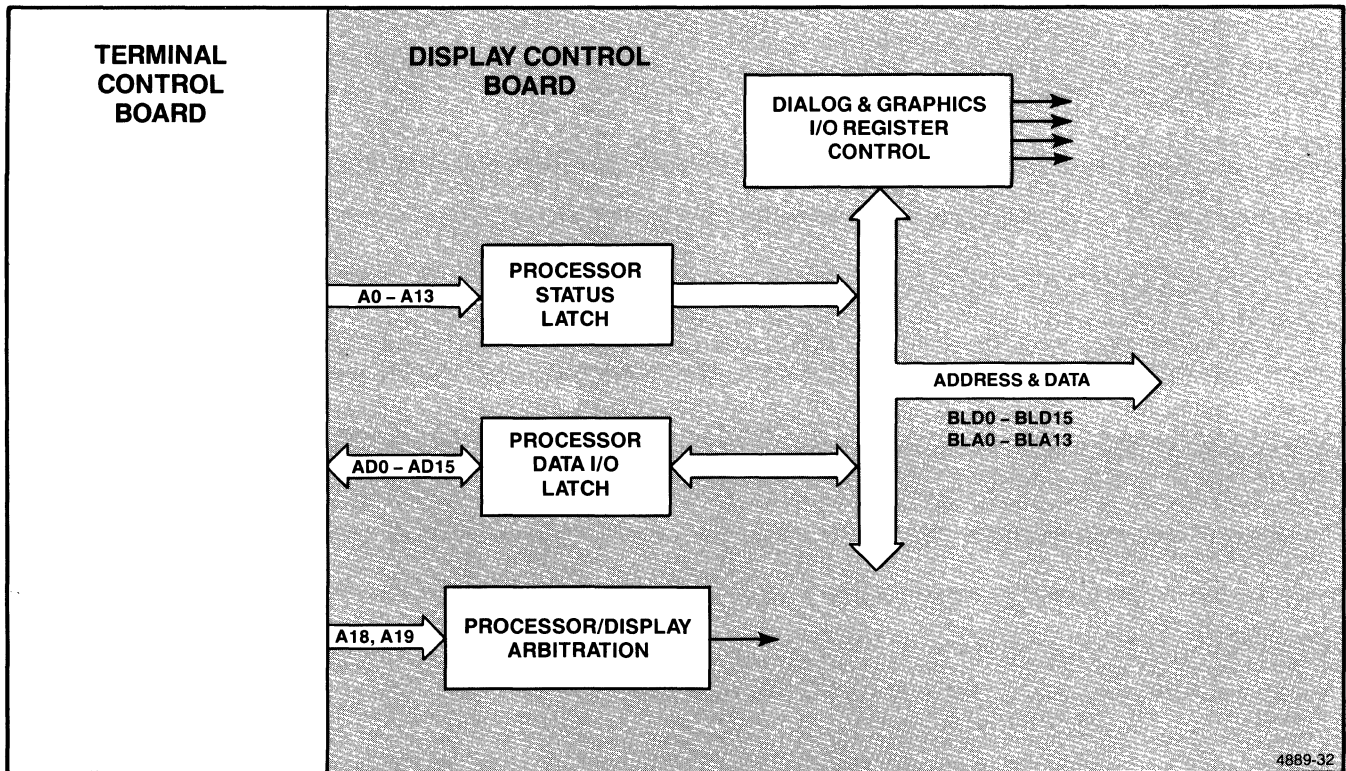 TERMINAL
CONTROL
BOARD
DISPLAY CONTROL
BOARD
DIALOG & GRAPHICS
I/O REGISTER
CONTROL
A0 – A13
PROCESSOR
STATUS
LATCH
ADDRESS & DATA
BLD0 – BLD15
BLA0 – BLA13
AD0 – AD15
PROCESSOR
DATA I/O
LATCH
A18, A19
PROCESSOR/DISPLAY
ARBITRATION
4889-32